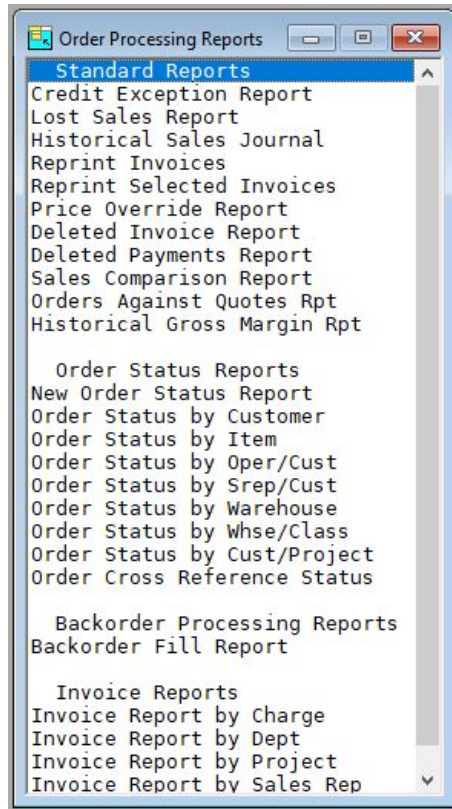 Order Processing Reports
Standard Reports
Credit Exception Report
Lost Sales Report
Historical Sales Journal
Reprint Invoices
Reprint Selected Invoices
Price Override Report
Deleted Invoice Report
Deleted Payments Report
Sales Comparison Report
Orders Against Quotes Rpt
Historical Gross Margin Rpt
Order Status Reports
New Order Status Report
Order Status by Customer
Order Status by Item
Order Status by Oper/Cust
Order Status by Srep/Cust
Order Status by Warehouse
Order Status by Whse/Class
Order Status by Cust/Project
Order Cross Reference Status
Backorder Processing Reports
Backorder Fill Report
Invoice Reports
Invoice Report by Charge
Invoice Report by Dept
Invoice Report by Project
Invoice Report by Sales Rep